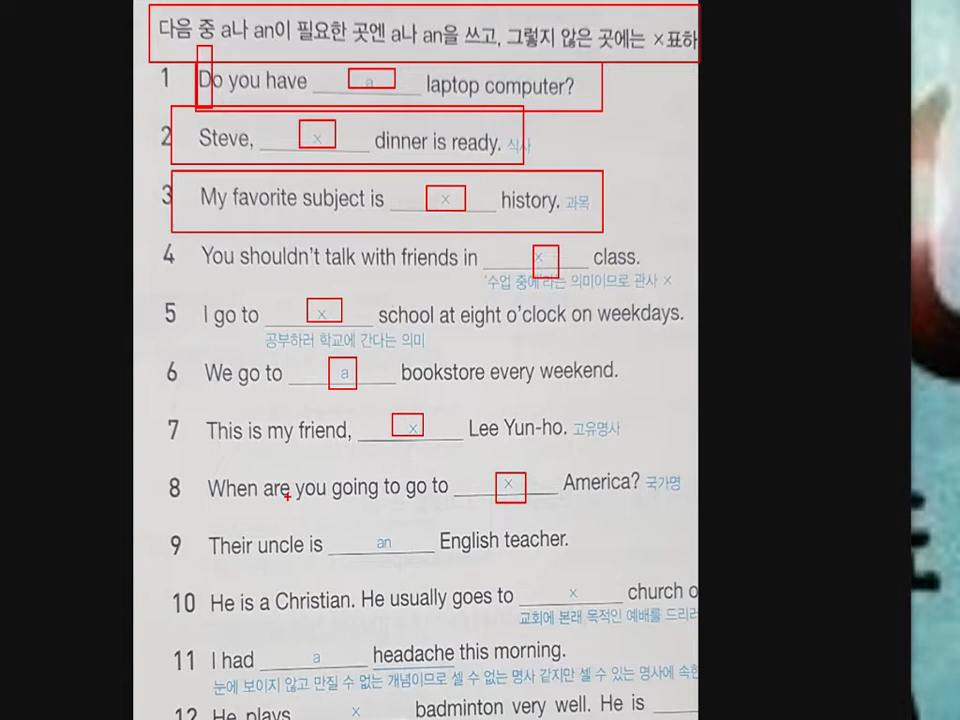 다음 중 a나 an이 필요한 곳엔 a나 an을 쓰고, 그렇지 않은 곳에는 ×표하
1 Do you have a laptop computer?
2 Steve, × dinner is ready. 식사
3 My favorite subject is × history. 과목
4 You shouldn't talk with friends in × class.
'수업 중에'라는 의미이므로 관사 ×
5 I go to × school at eight o'clock on weekdays.
공부하러 학교에 간다는 의미
6 We go to a bookstore every weekend.
7 This is my friend, × Lee Yun-ho. 고유명사
8 When are you going to go to × America? 국가명
9 Their uncle is an English teacher.
10 He is a Christian. He usually goes to × church o
교회에 본래 목적인 예배를 드리러
11 I had a headache this morning.
눈에 보이지 않고 만질 수 없는 개념이므로 셀 수 없는 명사 같지만 셀 수 있는 명사에 속한
12 He plays × badminton very well. He is